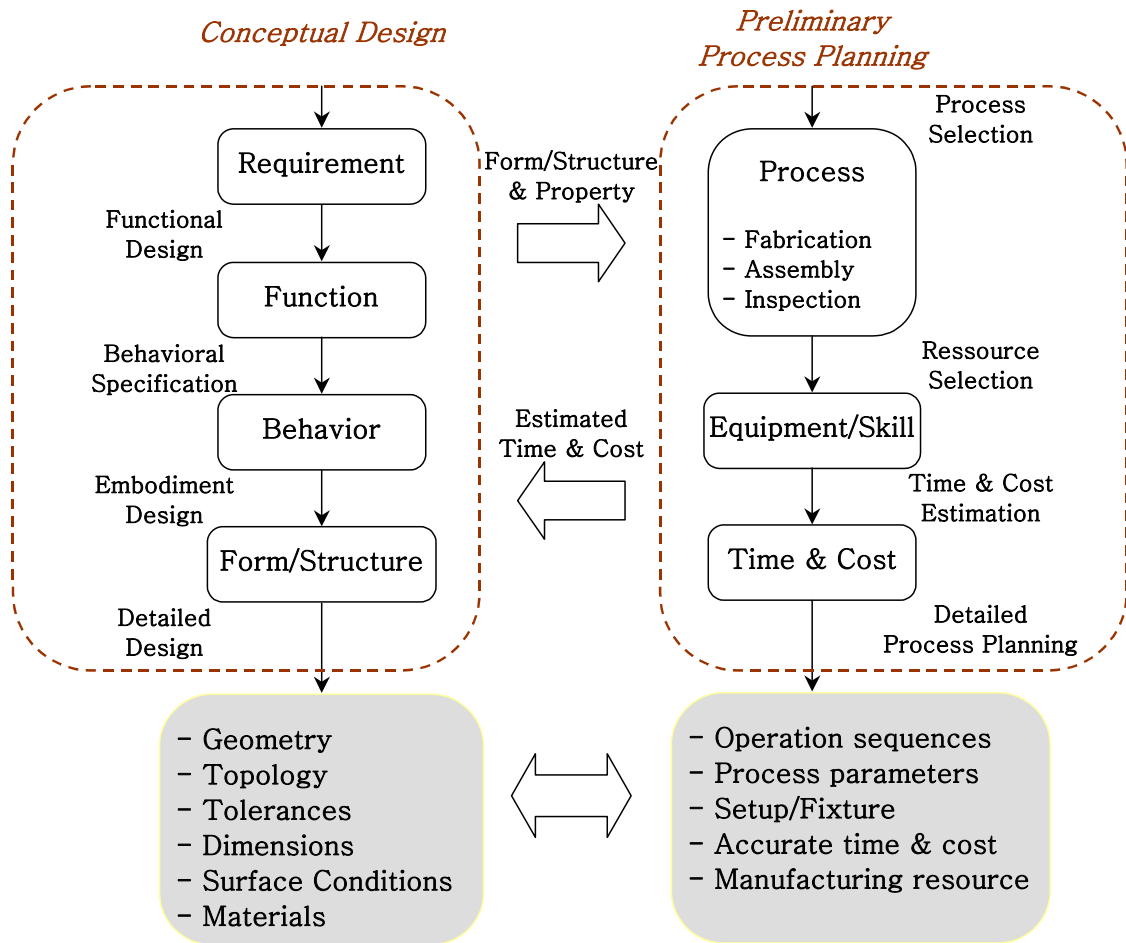 Conceptual Design
Requirement
Functional
Design
Function
Behavioral
Specification
Behavior
Embodiment
Design
Form/Structure
Detailed
Design
- Geometry
- Topology
- Tolerances
- Dimensions
- Surface Conditions
- Materials
Form/Structure
& Property
Estimated
Time & Cost
Preliminary
Process Planning
Process
Selection
Process
- Fabrication
- Assembly
- Inspection
Ressource
Selection
Equipment/Skill
Time & Cost
Estimation
Time & Cost
Detailed
Process Planning
- Operation sequences
- Process parameters
- Setup/Fixture
- Accurate time & cost
- Manufacturing resource